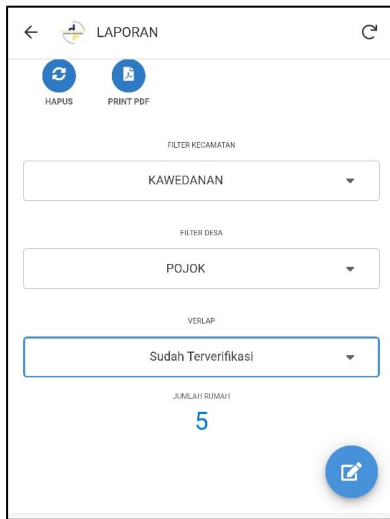 LAPORAN
HAPUS PRINT PDF
FILTER KECAMATAN
KAWEDANAN
FILTER DESA
POJOK
VERLAP
Sudah Terverifikasi
JUMLAH RUMAH
5